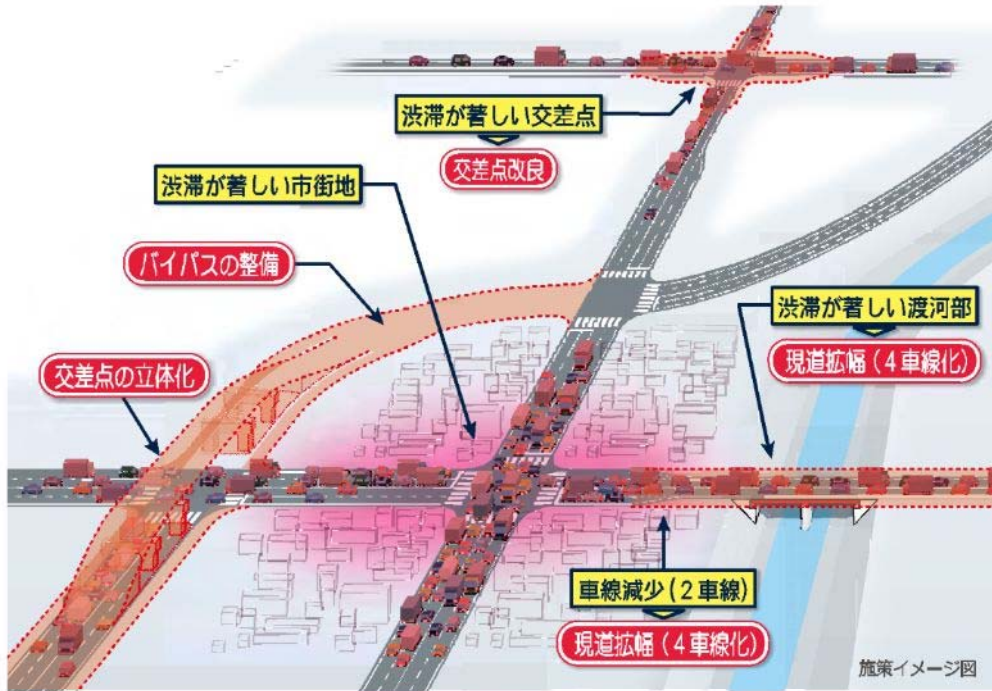 渋滞が著しい交差点
交差点改良
渋滞が著しい市街地
バイパスの整備
渋滞が著しい渡河部
現道拡幅(4車線化)
交差点の立体化
車線減少(2車線)
現道拡幅(4車線化)
施策イメージ図